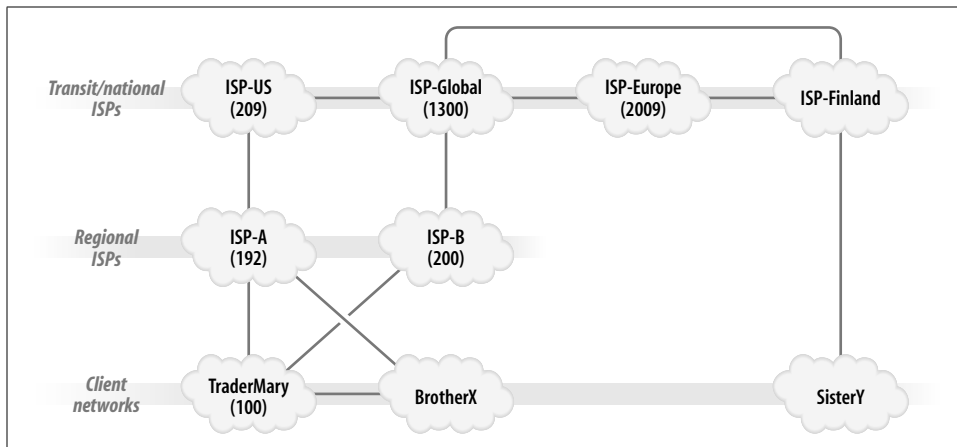 Transit/national
ISPs
ISP-US
(209)
ISP-Global
(1300)
ISP-Europe
(2009)
ISP-Finland
Regional
ISPs
ISP-A
(192)
ISP-B
(200)
Client
networks
TraderMary
(100)
BrotherX
SisterY